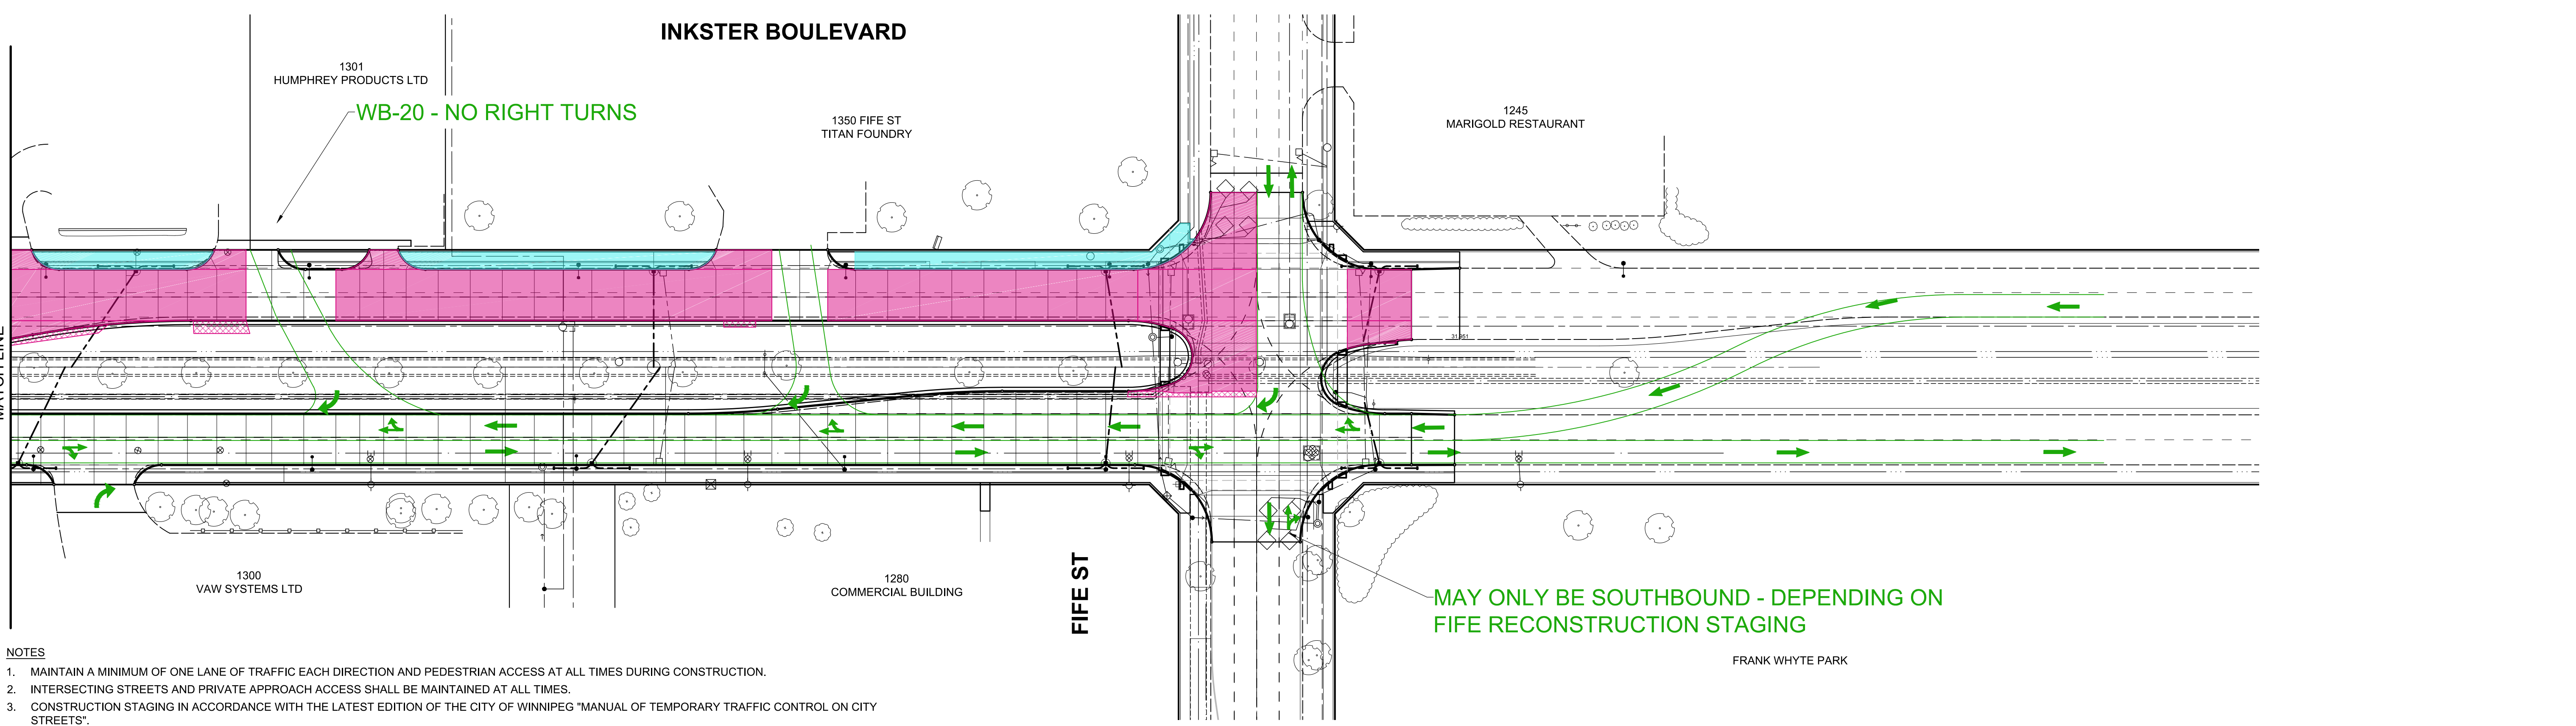 INKSTER BOULEVARD
1301
HUMPHREY PRODUCTS LTD
WB-20 - NO RIGHT TURNS
1350 FIFE ST
TITAN FOUNDRY
1245
MARIGOLD RESTAURANT
MATCH LINE
1300
VAW SYSTEMS LTD
1280
COMMERCIAL BUILDING
FIFE ST
MAY ONLY BE SOUTHBOUND - DEPENDING ON
FIFE RECONSTRUCTION STAGING
FRANK WHYTE PARK
NOTES
1. MAINTAIN A MINIMUM OF ONE LANE OF TRAFFIC EACH DIRECTION AND PEDESTRIAN ACCESS AT ALL TIMES DURING CONSTRUCTION.
2. INTERSECTING STREETS AND PRIVATE APPROACH ACCESS SHALL BE MAINTAINED AT ALL TIMES.
3. CONSTRUCTION STAGING IN ACCORDANCE WITH THE LATEST EDITION OF THE CITY OF WINNIPEG "MANUAL OF TEMPORARY TRAFFIC CONTROL ON CITY
STREETS".